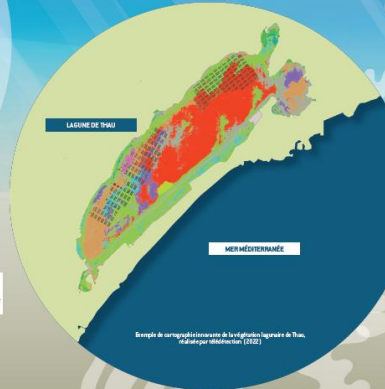 LAGUNE DE THAU
MER MÉDITERRANÉE
Exemple de cartographie innovante de la végétation lagunaire de Thau,
réalisée par télédétection (2022)